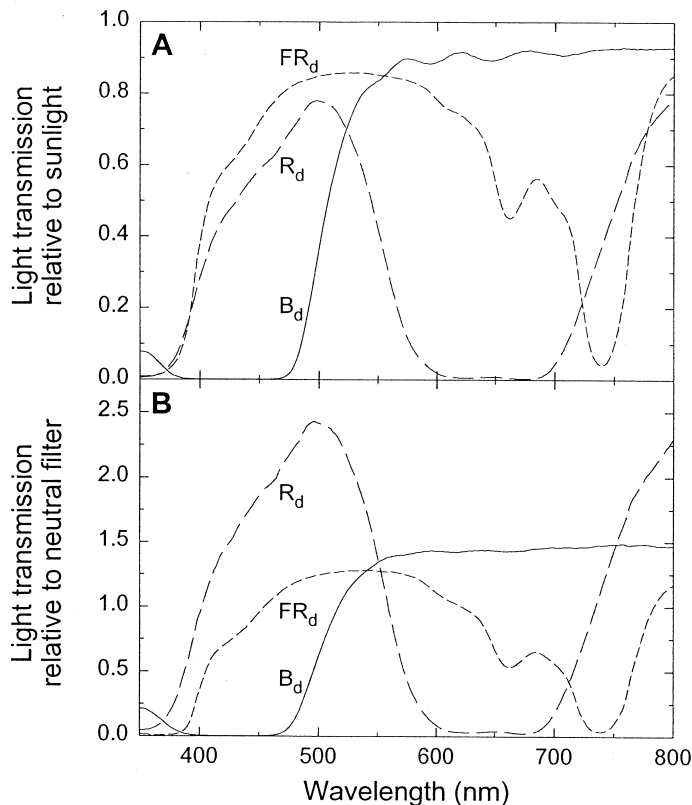 A
Light transmission
relative to sunlight
1.0
0.8
0.6
0.4
0.2
0.0
FRd
Rd
Bd
B
Light transmission
relative to neutral filter
2.5
2.0
1.5
1.0
0.5
0.0
Rd
FRd
Bd
400 500 600 700 800
Wavelength (nm)